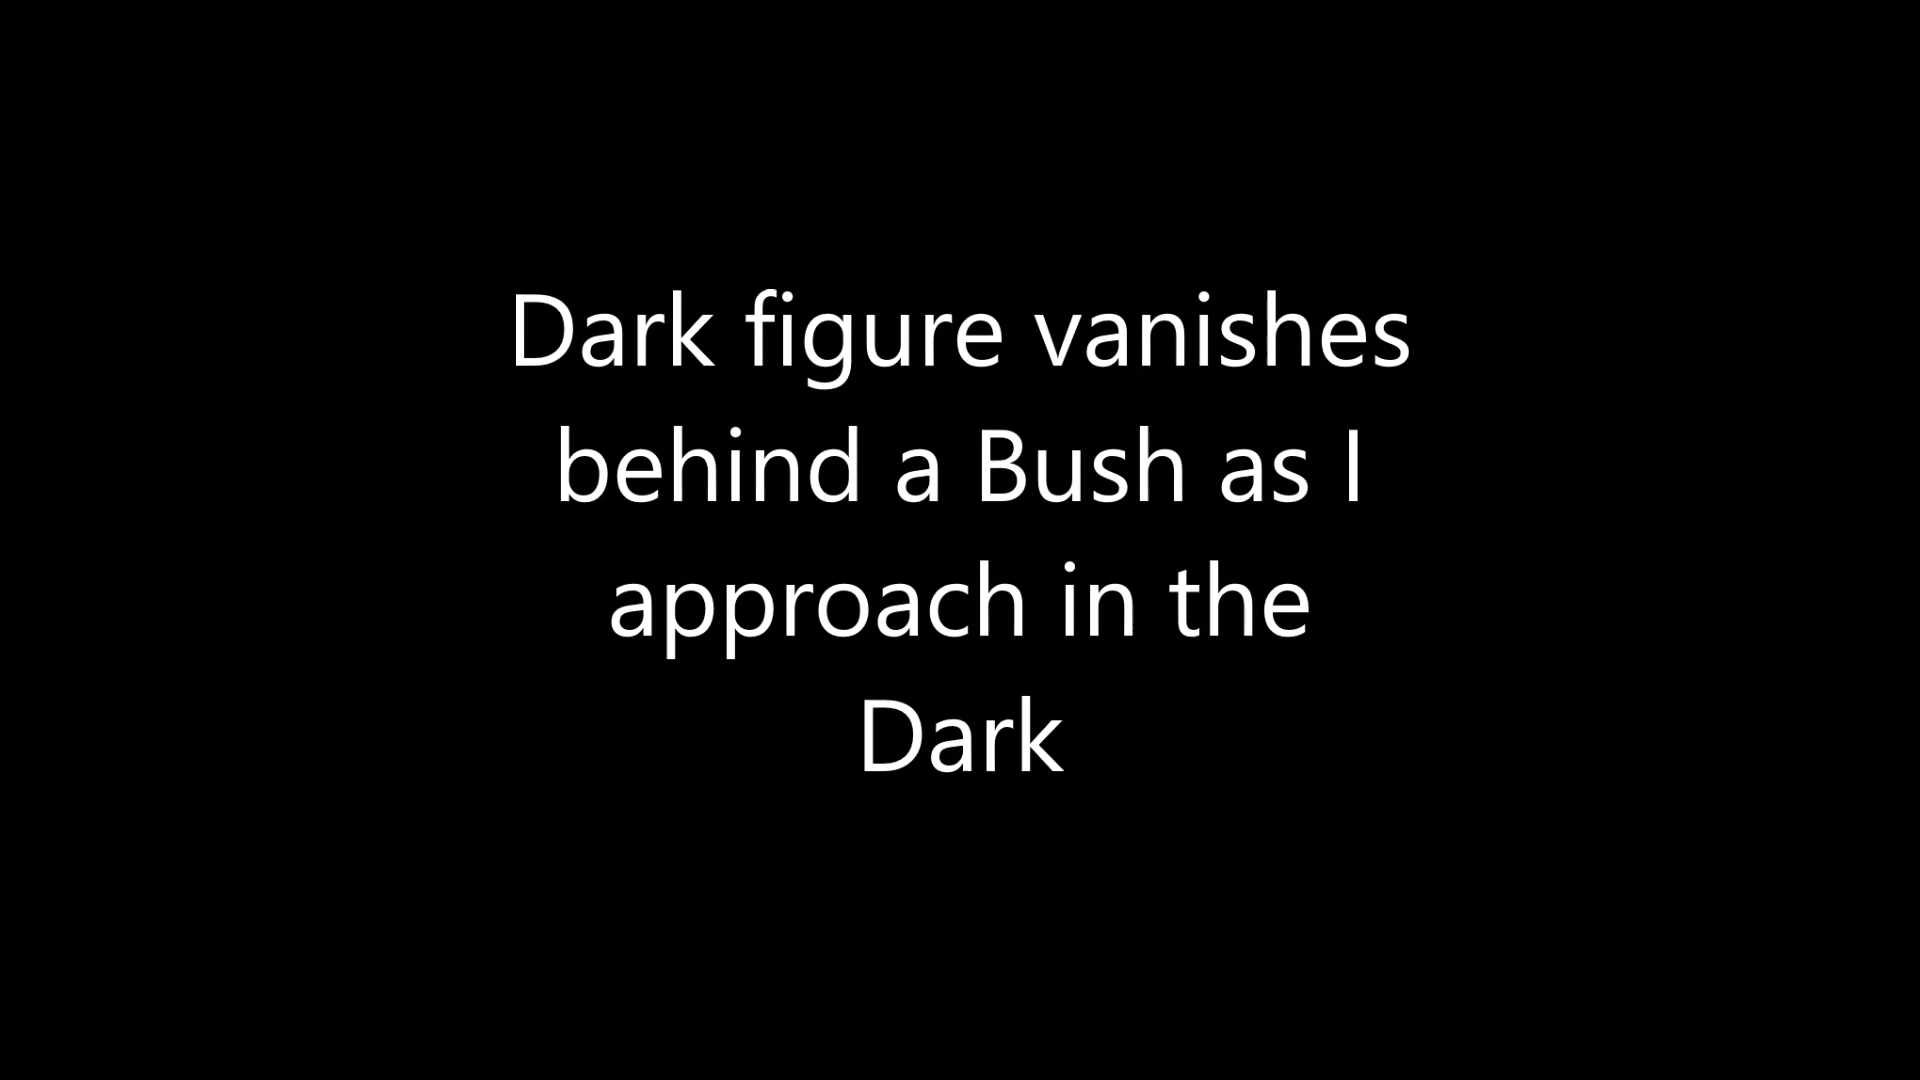 Dark figure vanishes
behind a Bush as I
approach in the
Dark